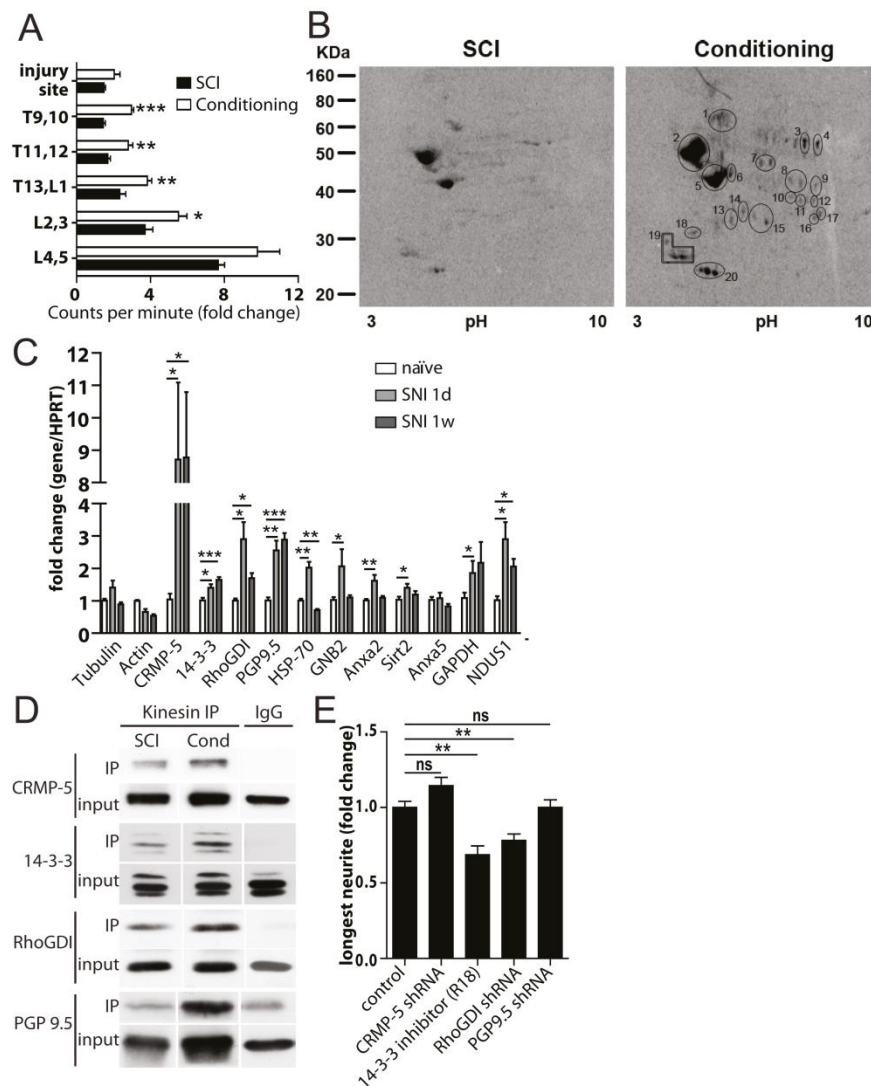 A
injury site
T9,10
T11,12
T13,L1
L2,3
L4,5
SCI
Conditioning
***
**
**
*
0 4 8 12
Counts per minute (fold change)
B
KDa
SCI
Conditioning
160
80
60
50
40
30
20
1
2
3
4
5
6
7
8
9
10
11
12
13
14
15
16
17
18
19
20
3 pH 10
3 pH 10
C
fold change (gene/HPRT)
12
11
10
9
8
4
3
2
1
0
naïve
SNI 1d
SNI 1w
*
*
***
*
*
*
***
**
**
**
*
**
*
*
*
*
Tubulin
Actin
CRMP-5
14-3-3
RhoGDI
PGP9.5
HSP-70
GNB2
Anxa2
Sirt2
Anxa5
GAPDH
NDUS1
D
Kinesin IP IgG
SCI Cond
CRMP-5
IP
input
14-3-3
IP
input
RhoGDI
IP
input
PGP 9.5
IP
input
E
longest neurite (fold change)
1.5
1.0
0.5
0.0
ns
**
**
ns
control
CRMP-5 shRNA
14-3-3 inhibitor (R18)
RhoGDI shRNA
PGP9.5 shRNA